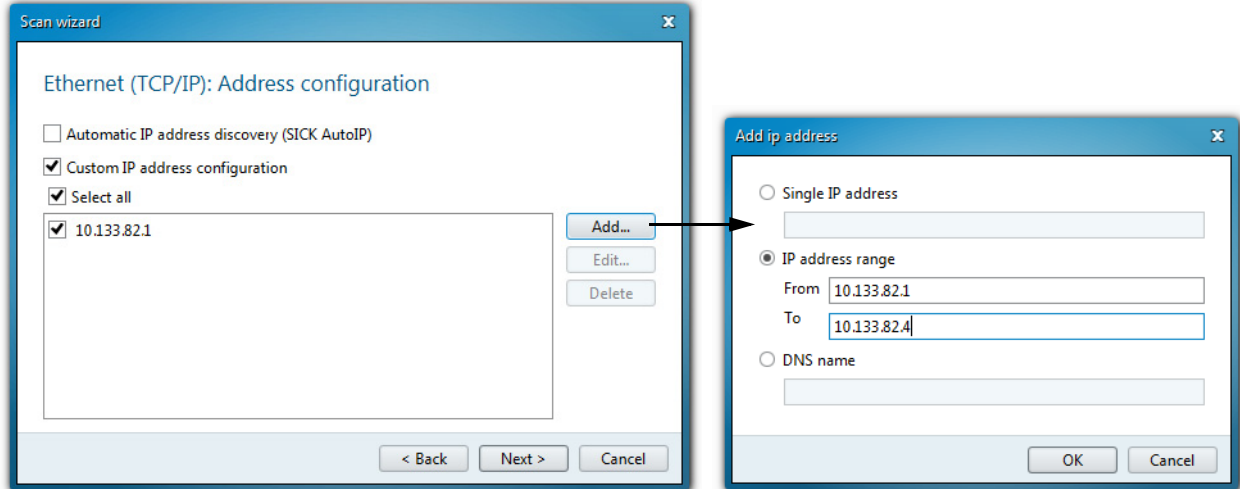 Scan wizard
Ethernet (TCP/IP): Address configuration
Automatic IP address discovery (SICK AutoIP)
Custom IP address configuration
Select all
10.133.82.1
Add...
Edit...
Delete
< Back Next > Cancel
Add ip address
Single IP address
IP address range
From 10.133.82.1
To 10.133.82.4
DNS name
OK Cancel